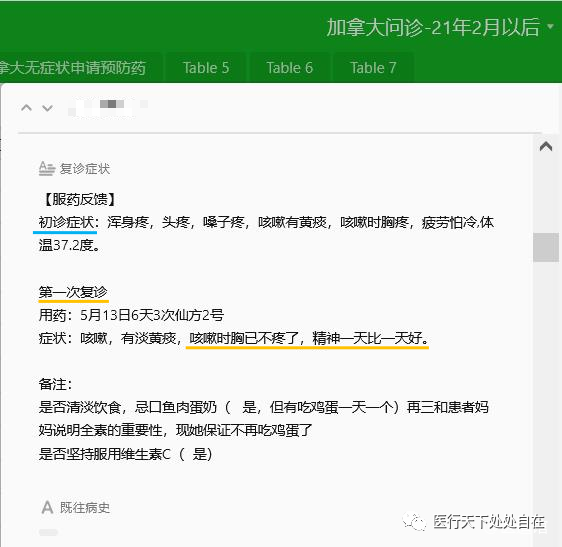 加拿大问诊-21年2月以后
拿大无症状申请预防药 Table 5 Table 6 Table 7
复诊症状
【服药反馈】
初诊症状：浑身疼，头疼，嗓子疼，咳嗽有黄痰，咳嗽时胸疼，疲劳怕冷,体
温37.2度。
第一次复诊
用药：5月13日6天3次仙方2号
症状：咳嗽，有淡黄痰，咳嗽时胸已不疼了，精神一天比一天好。
备注：
是否清淡饮食，忌口鱼肉蛋奶（ 是，但有吃鸡蛋一天一个）再三和患者妈
妈说明全素的重要性，现她保证不再吃鸡蛋了
是否坚持服用维生素C（ 是）
既往病史
医行天下处处自在